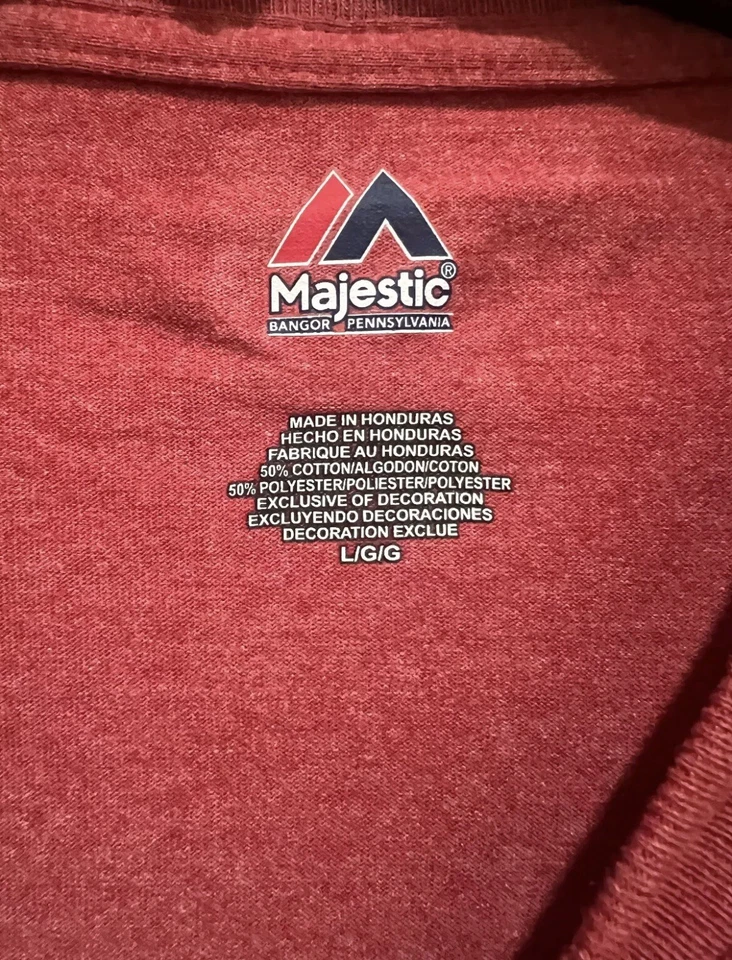 Majestic®
BANGOR PENNSYLVANIA
MADE IN HONDURAS
HECHO EN HONDURAS
FABRIQUE AU HONDURAS
50% COTTON/ALGODON/COTON
50% POLYESTER/POLIESTER/POLYESTER
EXCLUSIVE OF DECORATION
EXCLUYENDO DECORACIONES
DECORATION EXCLUE
L/G/G